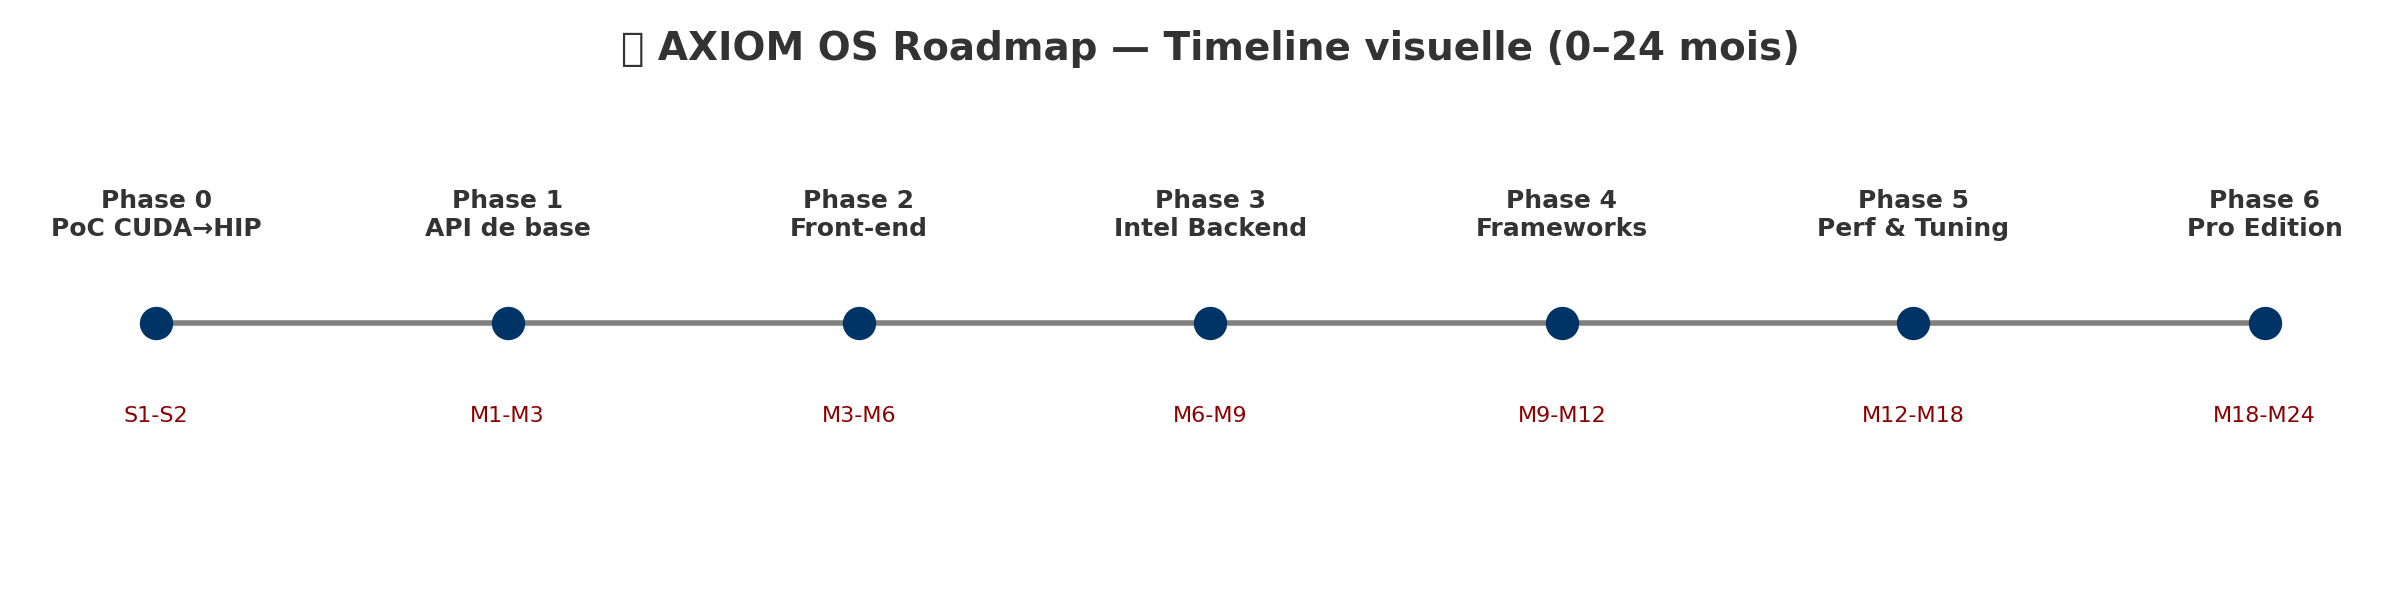 AXIOM OS Roadmap — Timeline visuelle (0–24 mois)
Phase 0
PoC CUDA→HIP
Phase 1
API de base
Phase 2
Front-end
Phase 3
Intel Backend
Phase 4
Frameworks
Phase 5
Perf & Tuning
Phase 6
Pro Edition
S1-S2
M1-M3
M3-M6
M6-M9
M9-M12
M12-M18
M18-M24